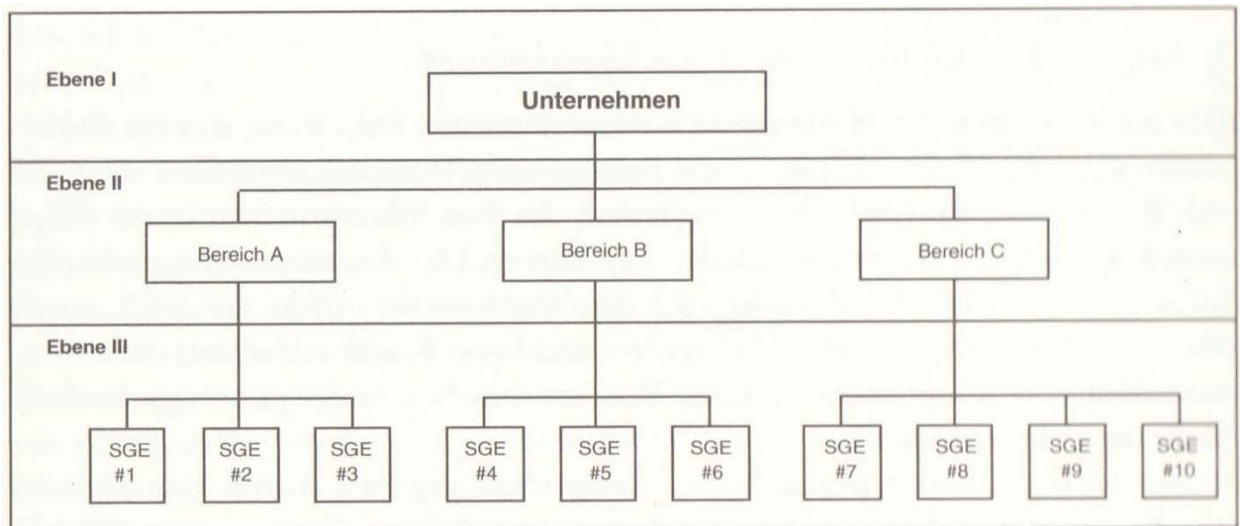 Ebene I
Unternehmen
Ebene II
Bereich A
Bereich B
Bereich C
Ebene III
SGE
#1
SGE
#2
SGE
#3
SGE
#4
SGE
#5
SGE
#6
SGE
#7
SGE
#8
SGE
#9
SGE
#10